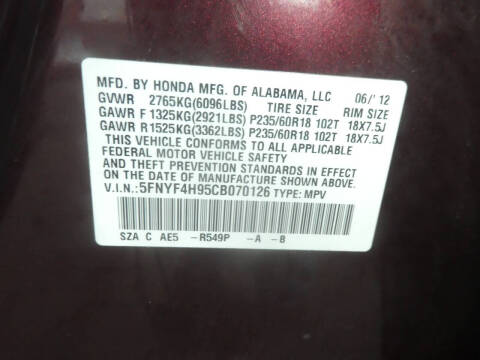 MFD. BY HONDA MFG. OF ALABAMA, LLC 06/'12
GVWR 2765KG(6096LBS) TIRE SIZE RIM SIZE
GAWR F 1325KG(2921LBS) P235/60R18 102T 18X7.5J
GAWR R1525KG(3362LBS) P235/60R18 102T 18X7.5J
THIS VEHICLE CONFORMS TO ALL APPLICABLE
FEDERAL MOTOR VEHICLE SAFETY
AND THEFT PREVENTION STANDARDS IN EFFECT
ON THE DATE OF MANUFACTURE SHOWN ABOVE.
V.I.N.:5FNYF4H95CB070126 TYPE: MPV
SZA C AE5 -R549P -A -B